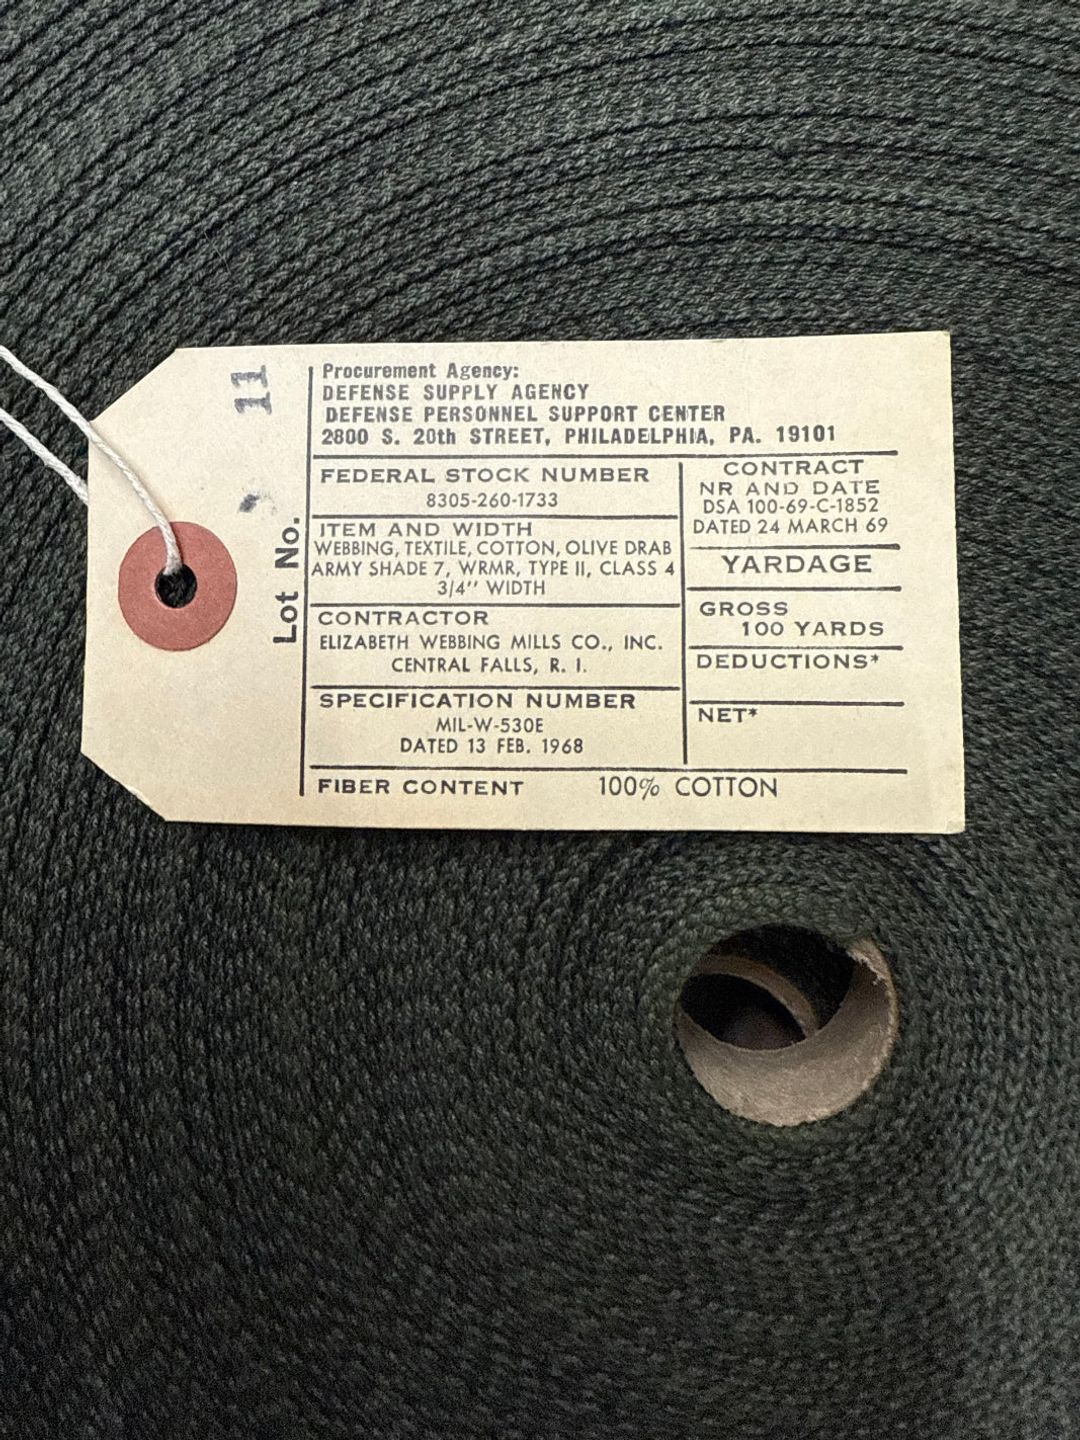 Lot No. 11
Procurement Agency:
DEFENSE SUPPLY AGENCY
DEFENSE PERSONNEL SUPPORT CENTER
2800 S. 20th STREET, PHILADELPHIA, PA. 19101
FEDERAL STOCK NUMBER
8305-260-1733
ITEM AND WIDTH
WEBBING, TEXTILE, COTTON, OLIVE DRAB
ARMY SHADE 7, WRMR, TYPE II, CLASS 4
3/4" WIDTH
CONTRACTOR
ELIZABETH WEBBING MILLS CO., INC.
CENTRAL FALLS, R. I.
SPECIFICATION NUMBER
MIL-W-530E
DATED 13 FEB. 1968
CONTRACT
NR AND DATE
DSA 100-69-C-1852
DATED 24 MARCH 69
YARDAGE
GROSS
100 YARDS
DEDUCTIONS*
NET*
FIBER CONTENT 100% COTTON